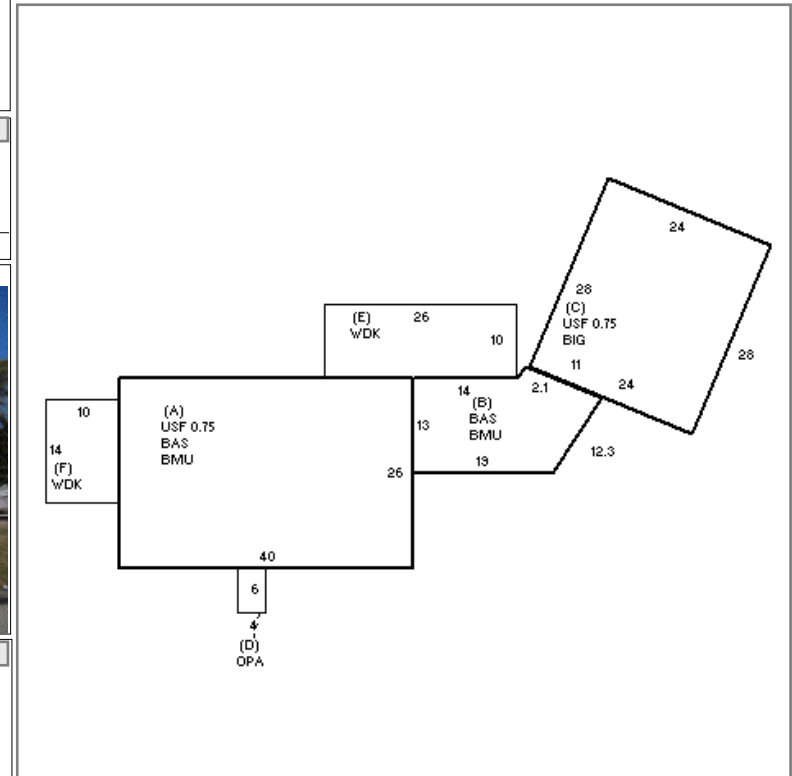 24
28
(C)
USF 0.75
BIG
28
11
24
(E)
26
WDK
10
14
2.1
(B)
BAS
BMU
13
19
12.3
10
14
(F)
WDK
(A)
USF 0.75
BAS
BMU
26
40
6
4
(D)
OPA